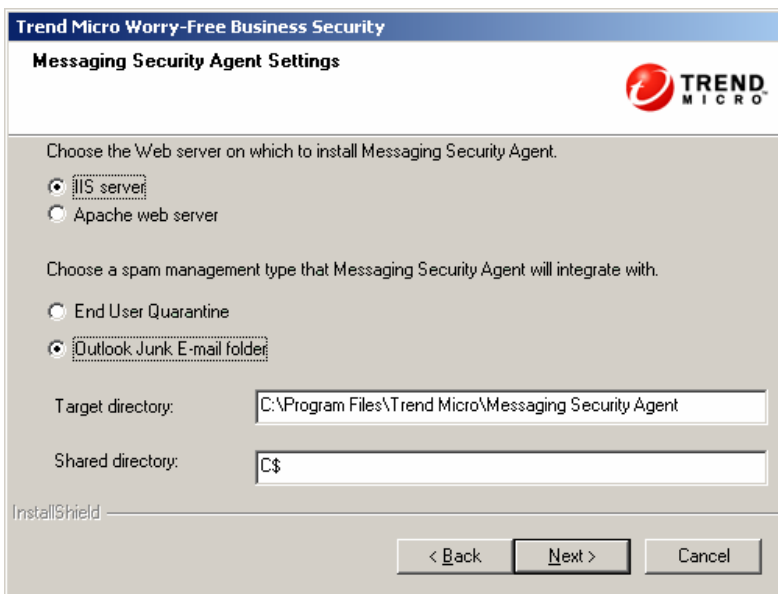 Trend Micro Worry-Free Business Security
Messaging Security Agent Settings
TREND
MICRO
Choose the Web server on which to install Messaging Security Agent.
IIS server
Apache web server
Choose a spam management type that Messaging Security Agent will integrate with.
End User Quarantine
Outlook Junk E-mail folder
Target directory:
C:\Program Files\Trend Micro\Messaging Security Agent
Shared directory:
C$
InstallShield
< Back
Next >
Cancel